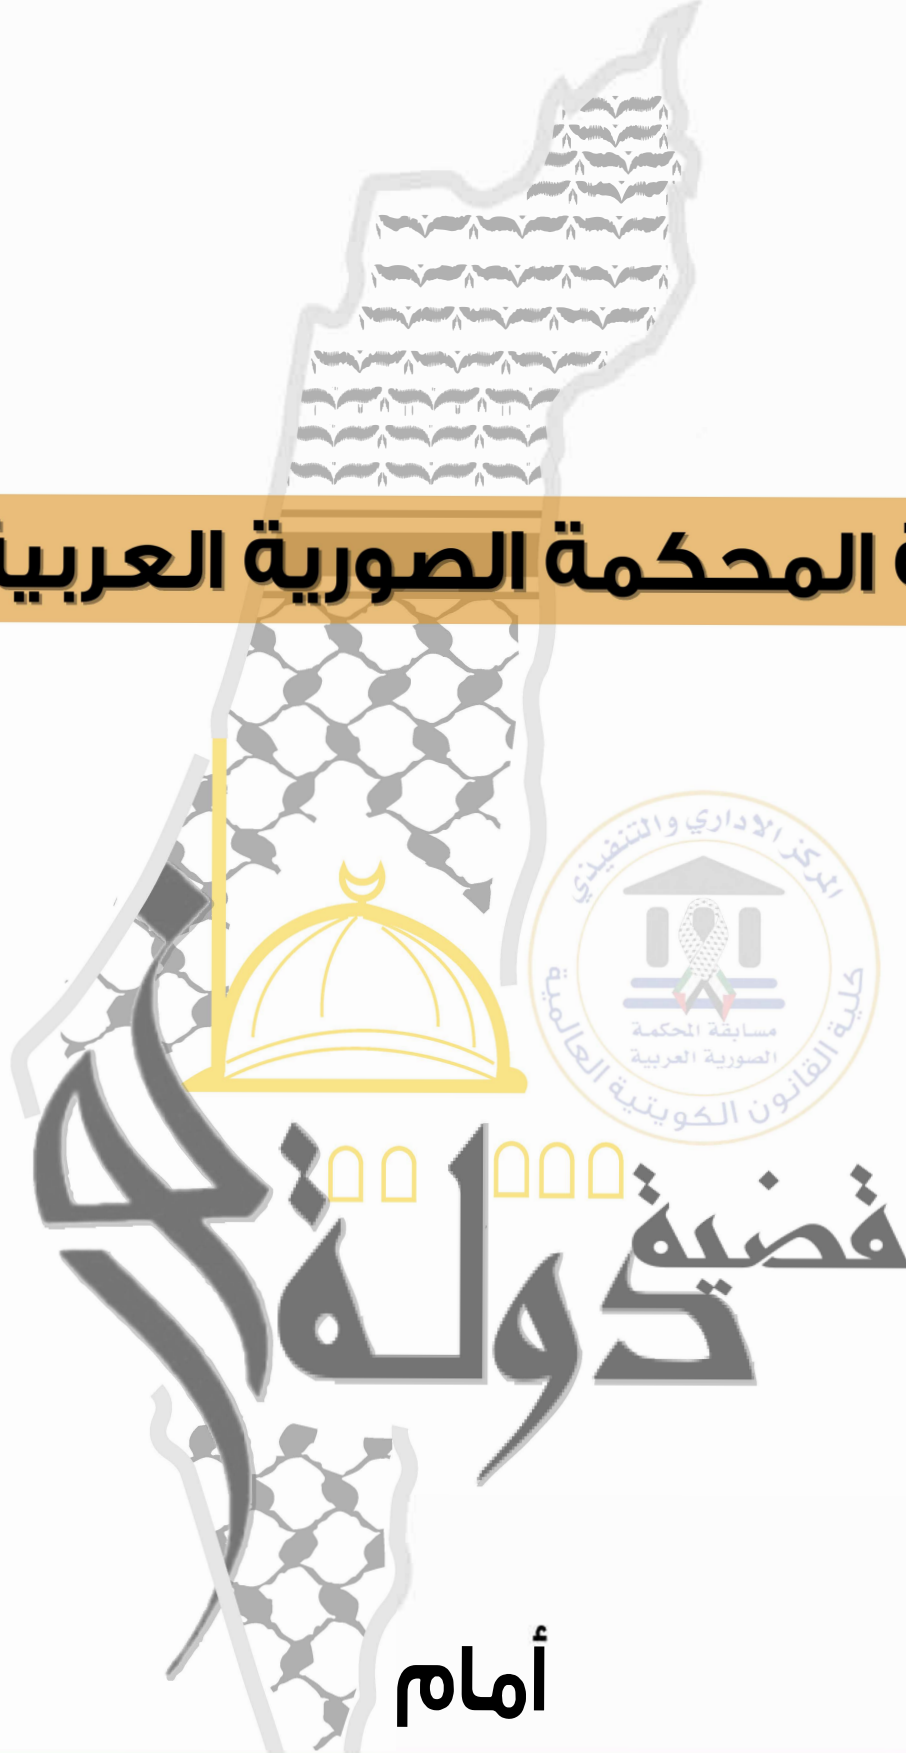 المحكمة الصورية العربية
المركز الاداري والتنفيذي
مسابقة المحكمة
الصورية العربية
كلية القانون الكويتية العالمية
قضية
دولة
أمام